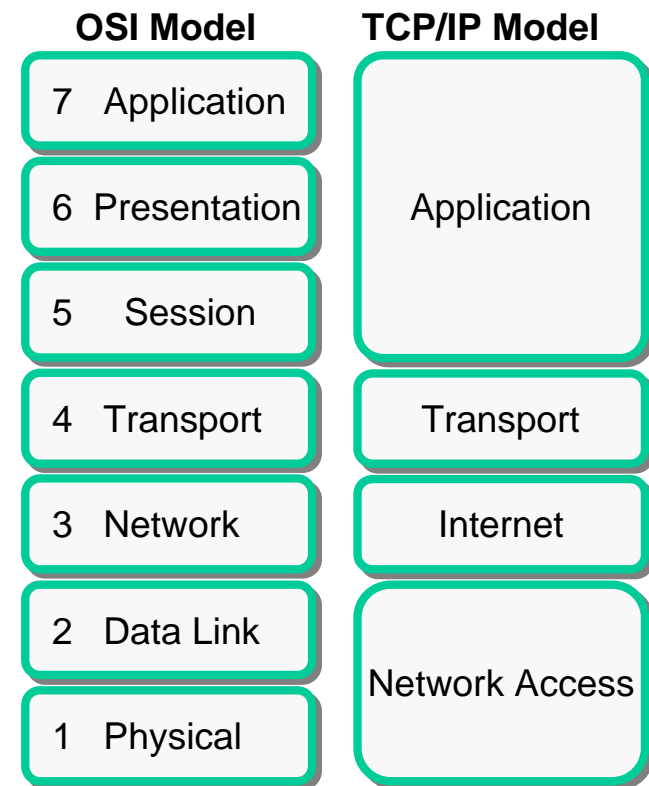 OSI Model
TCP/IP Model
7 Application
6 Presentation
5 Session
4 Transport
3 Network
2 Data Link
1 Physical
Application
Transport
Internet
Network Access